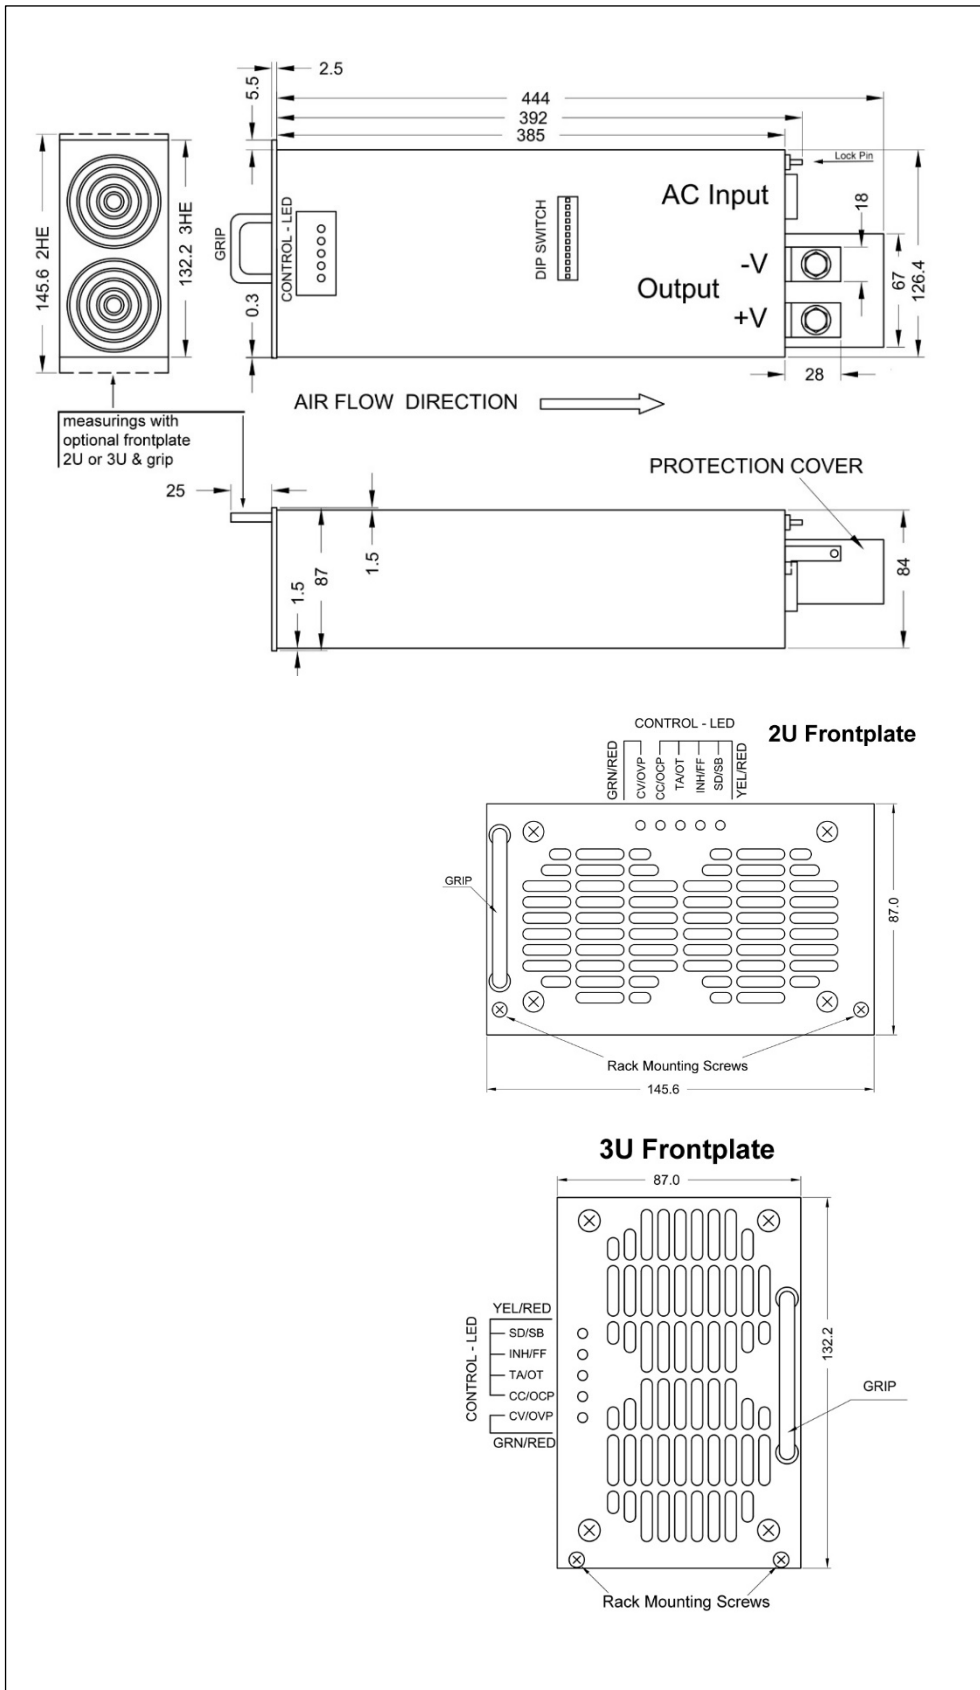 2.5
5.5
444
392
385
Lock Pin
AC Input
18
145.6 2HE
132.2 3HE
GRIP
CONTROL - LED
DIP SWITCH
-V
Output
+V
67
126.4
0.3
28
AIR FLOW DIRECTION
measurings with
optional frontplate
2U or 3U & grip
PROTECTION COVER
25
1.5
87
1.5
84
CONTROL - LED
2U Frontplate
GRN/RED
CV/OVP
CC/OCP
TA/OT
INH/FF
SD/SB
YEL/RED
GRIP
87.0
Rack Mounting Screws
145.6
3U Frontplate
87.0
YEL/RED
CONTROL - LED
SD/SB
INH/FF
TA/OT
CC/OCP
CV/OVP
GRN/RED
132.2
GRIP
Rack Mounting Screws